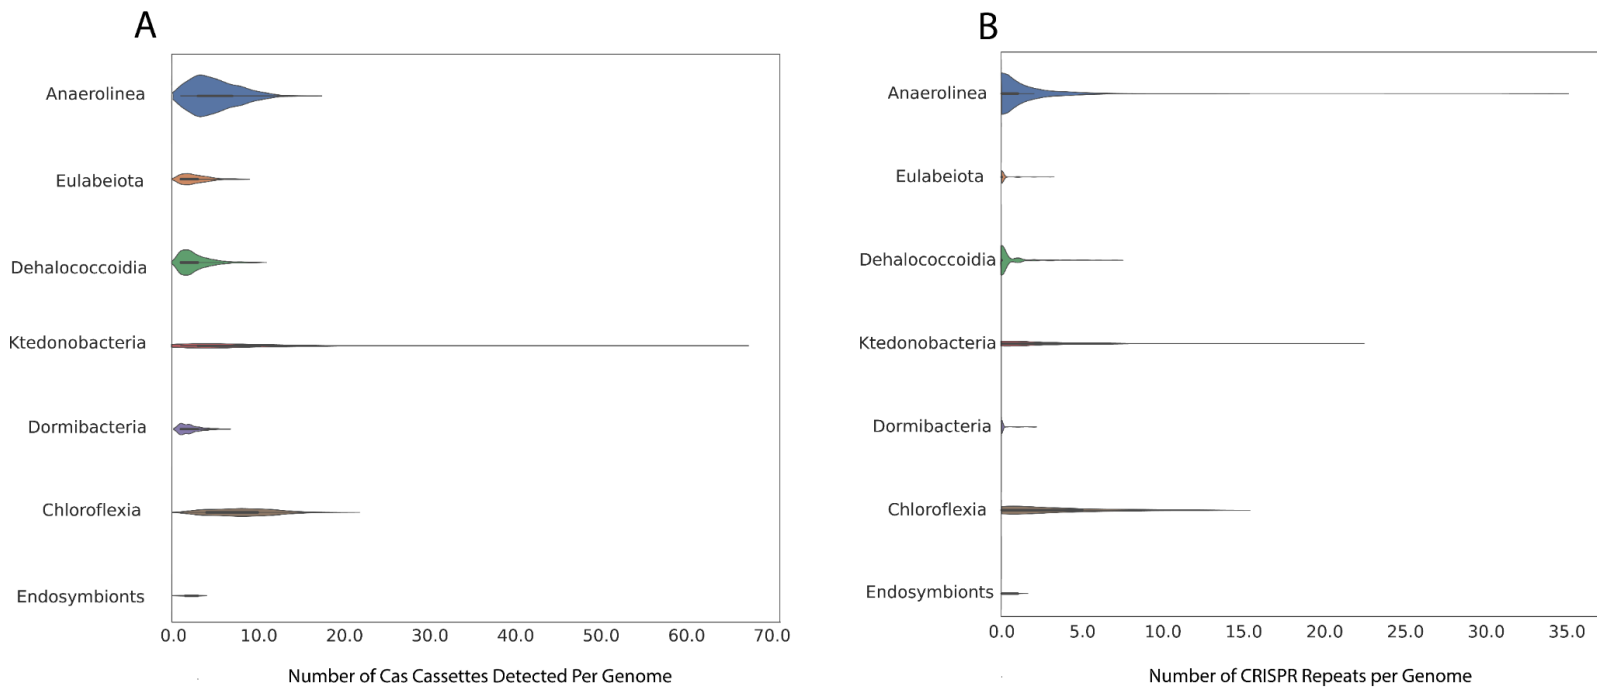 A
Anaerolinea
Eulabeiota
Dehalococcoidia
Ktedonobacteria
Dormibacteria
Chloroflexia
Endosymbionts
0.0 10.0 20.0 30.0 40.0 50.0 60.0 70.0
Number of Cas Cassettes Detected Per Genome
B
Anaerolinea
Eulabeiota
Dehalococcoidia
Ktedonobacteria
Dormibacteria
Chloroflexia
Endosymbionts
0.0 5.0 10.0 15.0 20.0 25.0 30.0 35.0
Number of CRISPR Repeats per Genome